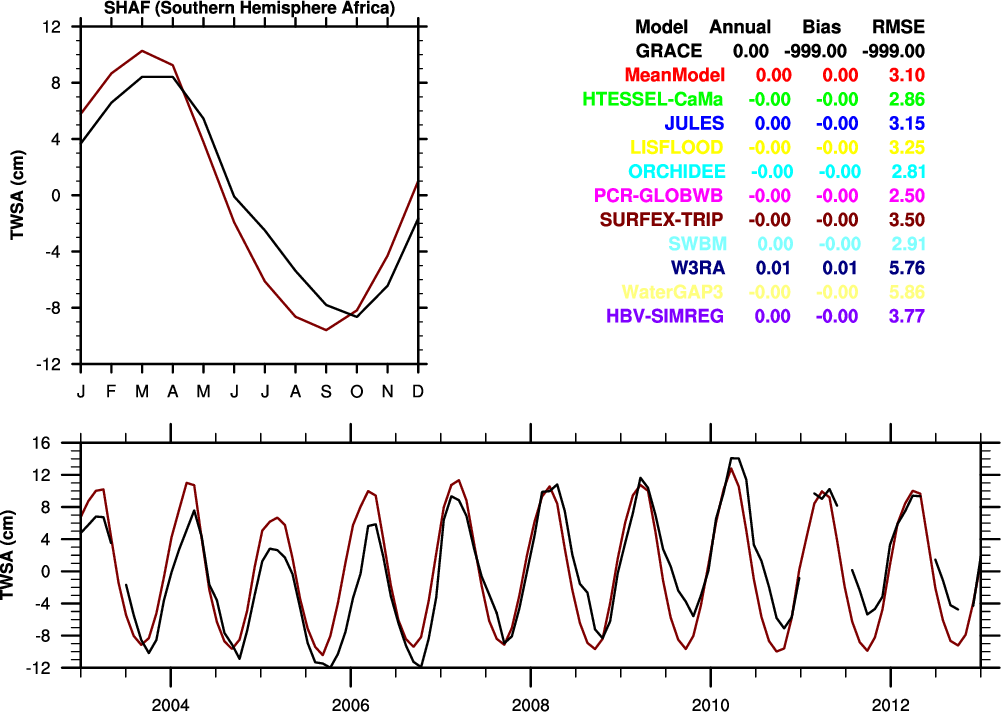 SHAF (Southern Hemisphere Africa)
12
8
4
0
-4
-8
-12
TWSA (cm)
J F M A M J J A S O N D
Model Annual Bias RMSE
GRACE 0.00 -999.00 -999.00
MeanModel 0.00 0.00 3.10
HTESSEL-CaMa -0.00 -0.00 2.86
JULES 0.00 -0.00 3.15
LISFLOOD -0.00 -0.00 3.25
ORCHIDEE -0.00 -0.00 2.81
PCR-GLOBWB -0.00 -0.00 2.50
SURFEX-TRIP -0.00 -0.00 3.50
SWBM 0.00 -0.00 2.91
W3RA 0.01 0.01 5.76
WaterGAP3 -0.00 -0.00 5.86
HBV-SIMREG 0.00 -0.00 3.77
16
12
8
4
0
-4
-8
-12
TWSA (cm)
2004 2006 2008 2010 2012